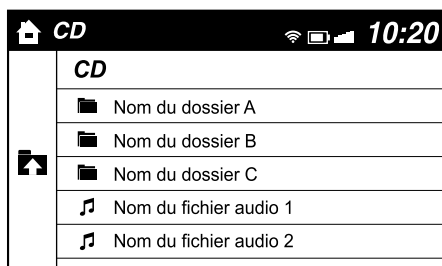 CD 10:20
CD
Nom du dossier A
Nom du dossier B
Nom du dossier C
Nom du fichier audio 1
Nom du fichier audio 2